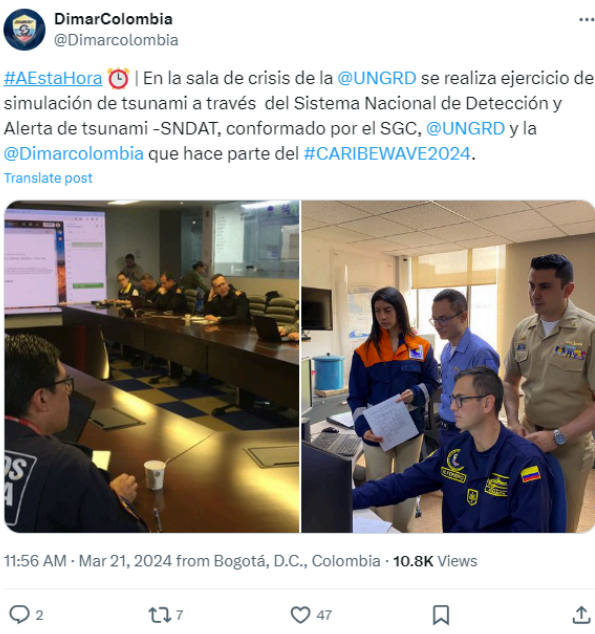 DimarColombia
@Dimarcolombia
#AEstaHora ⏰ | En la sala de crisis de la @UNGRD se realiza ejercicio de
simulación de tsunami a través del Sistema Nacional de Detección y
Alerta de tsunami -SNDAT, conformado por el SGC, @UNGRD y la
@Dimarcolombia que hace parte del #CARIBEWAVE2024.
Translate post
OS
A
11:56 AM · Mar 21, 2024 from Bogotá, D.C., Colombia · 10.8K Views
2
7
47